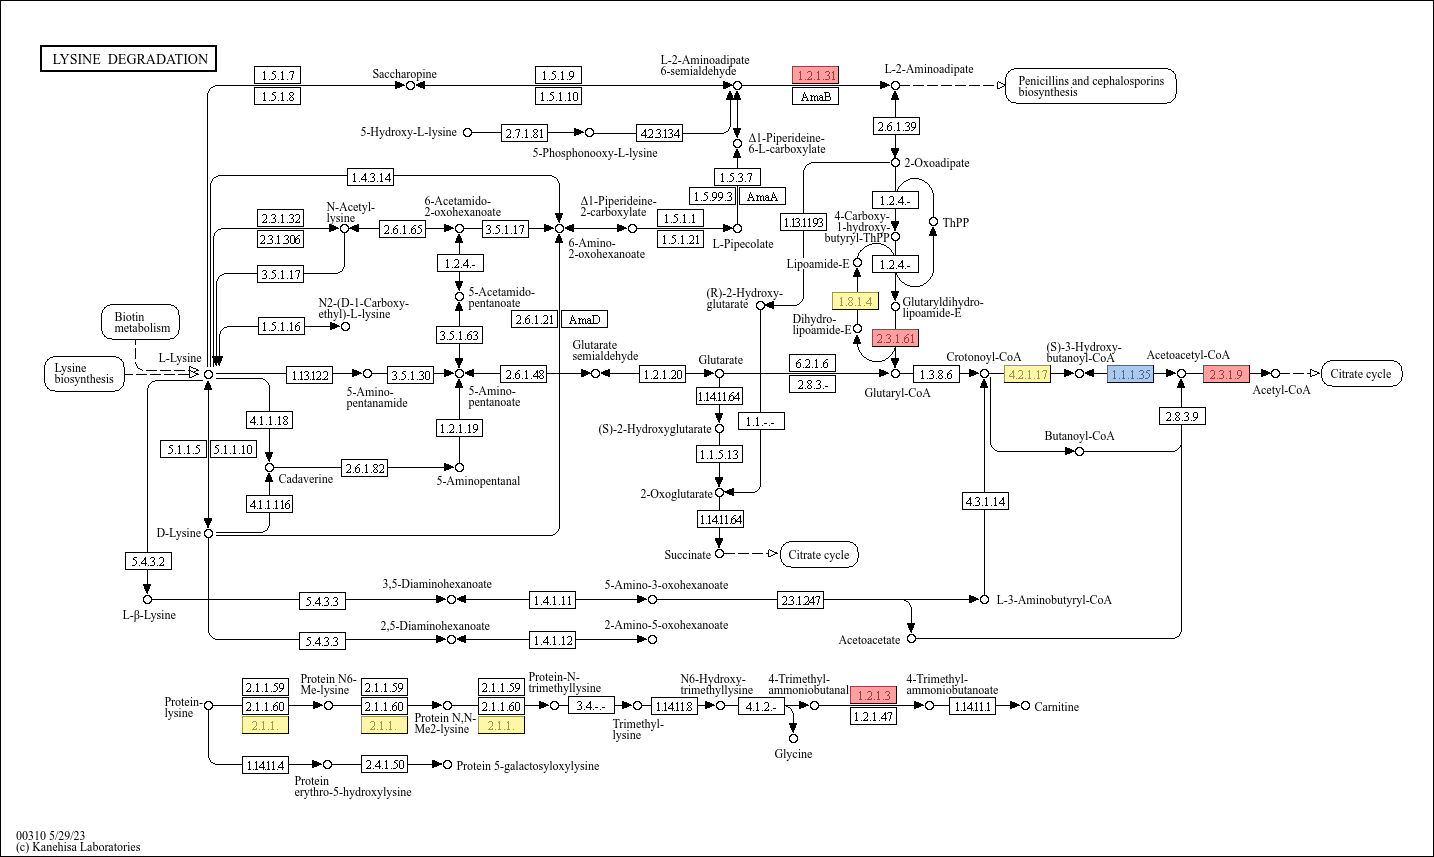 LYSINE DEGRADATION
1.5.1.7
1.5.1.8
Saccharopine
1.5.1.9
1.5.1.10
L-2-Aminoadipate
6-semialdehyde
1.2.1.31
AmaB
L-2-Aminoadipate
Penicillins and cephalosporins
biosynthesis
5-Hydroxy-L-lysine
2.7.1.81
5-Phosphonooxy-L-lysine
4.2.3.134
Δ1-Piperideine-
6-L-carboxylate
2.6.1.39
2-Oxoadipate
1.4.3.14
1.5.3.7
1.5.99.3
AmaA
1.2.4.-
ThPP
N-Acetyl-
lysine
2.3.1.32
2.3.1.306
2.6.1.65
6-Acetamido-
2-oxohexanoate
3.5.1.17
Δ1-Piperideine-
2-carboxylate
1.5.1.1
1.5.1.21
L-Pipecolate
6-Amino-
2-oxohexanoate
1.13.11.93
4-Carboxy-
1-hydroxy-
butyryl-ThPP
3.5.1.17
1.2.4.-
Lipoamide-E
1.2.4.-
5-Acetamido-
pentanoate
(R)-2-Hydroxy-
glutarate
1.8.1.4
Glutaryldihydro-
lipoamide-E
N2-(D-1-Carboxy-
ethyl)-L-lysine
1.5.1.16
3.5.1.63
2.6.1.21
AmaD
Dihydro-
lipoamide-E
2.3.1.61
Biotin
metabolism
L-Lysine
Lysine
biosynthesis
1.13.12.2
5-Amino-
pentanamide
3.5.1.30
5-Amino-
pentanoate
2.6.1.48
Glutarate
semialdehyde
1.2.1.20
Glutarate
6.2.1.6
2.8.3.-
Glutaryl-CoA
1.3.8.6
Crotonoyl-CoA
4.2.1.17
(S)-3-Hydroxy-
butanoyl-CoA
1.1.1.35
Acetoacetyl-CoA
2.3.1.9
Acetyl-CoA
Citrate cycle
1.14.11.64
2.8.3.9
4.1.1.18
1.2.1.19
(S)-2-Hydroxyglutarate
1.1.-.-
Butanoyl-CoA
5.1.1.5
5.1.1.10
1.1.5.13
Cadaverine
2.6.1.82
5-Aminopentanal
2-Oxoglutarate
4.1.1.116
4.3.1.14
1.14.11.64
D-Lysine
Succinate
Citrate cycle
5.4.3.2
L-β-Lysine
5.4.3.3
3,5-Diaminohexanoate
1.4.1.11
5-Amino-3-oxohexanoate
2.3.1.247
L-3-Aminobutyryl-CoA
5.4.3.3
2,5-Diaminohexanoate
1.4.1.12
2-Amino-5-oxohexanoate
Acetoacetate
Protein-
lysine
2.1.1.59
2.1.1.60
2.1.1.
Protein N6-
Me-lysine
2.1.1.59
2.1.1.60
2.1.1.
Protein N,N-
Me2-lysine
2.1.1.59
2.1.1.60
2.1.1.
Protein-N-
trimethyllysine
3.4.-.-
Trimethyl-
lysine
1.14.11.8
N6-Hydroxy-
trimethyllysine
4.1.2.-
4-Trimethyl-
ammoniobutanal
1.2.1.3
1.2.1.47
4-Trimethyl-
ammoniobutanoate
1.14.11.1
Carnitine
Glycine
1.14.11.4
Protein
erythro-5-hydroxylysine
2.4.1.50
Protein 5-galactosyloxylysine
00310 5/29/23
(c) Kanehisa Laboratories